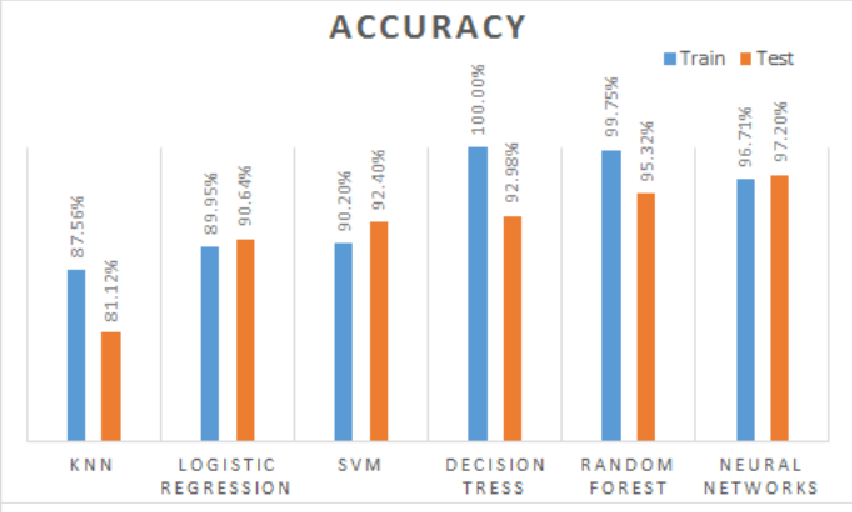 ACCURACY
Train Test
87.56%
81.12%
89.95%
90.64%
90.20%
92.40%
100.00%
92.98%
99.75%
95.32%
96.71%
97.20%
KNN
LOGISTIC
REGRESSION
SVM
DECISION
TRESS
RANDOM
FOREST
NEURAL
NETWORKS